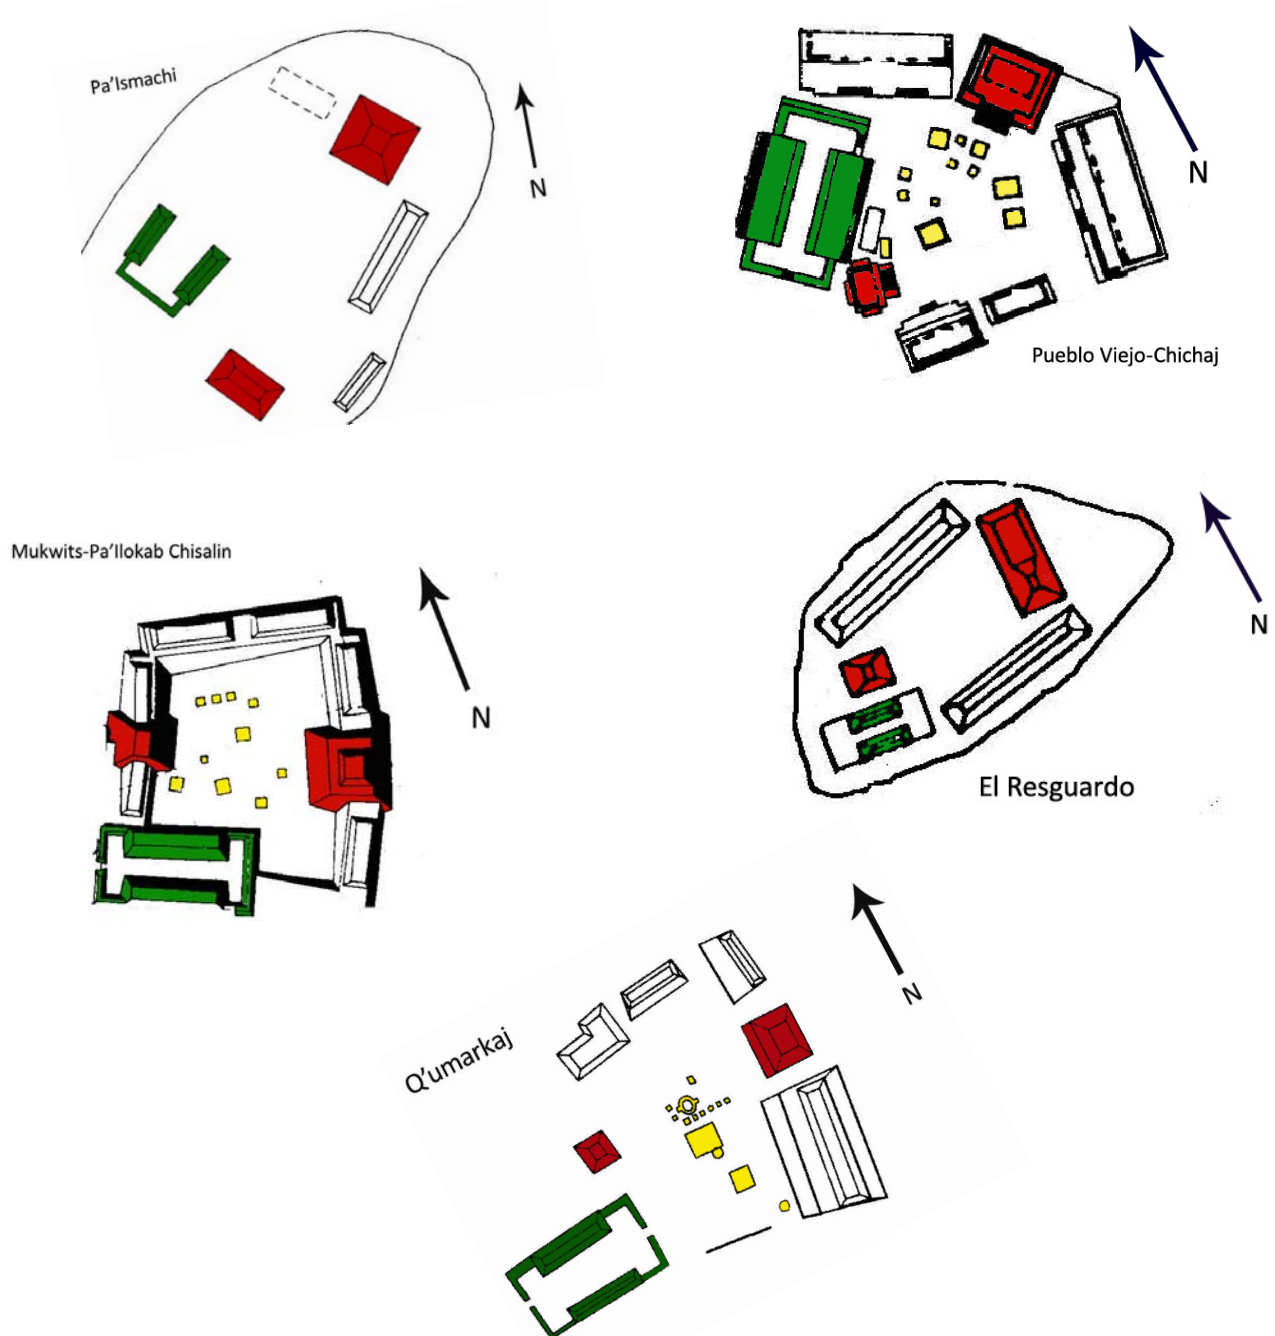 Pa'Ismachi
N
N
Pueblo Viejo-Chichaj
Mukwits-Pa'Ilokab Chisalin
N
N
El Resguardo
Q'umarkaj
N